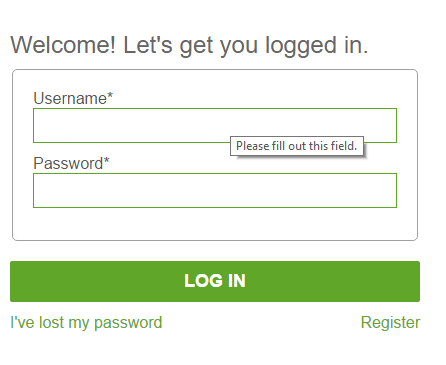 Welcome! Let's get you logged in.
Username*
Please fill out this field.
Password*
LOG IN
I've lost my password
Register